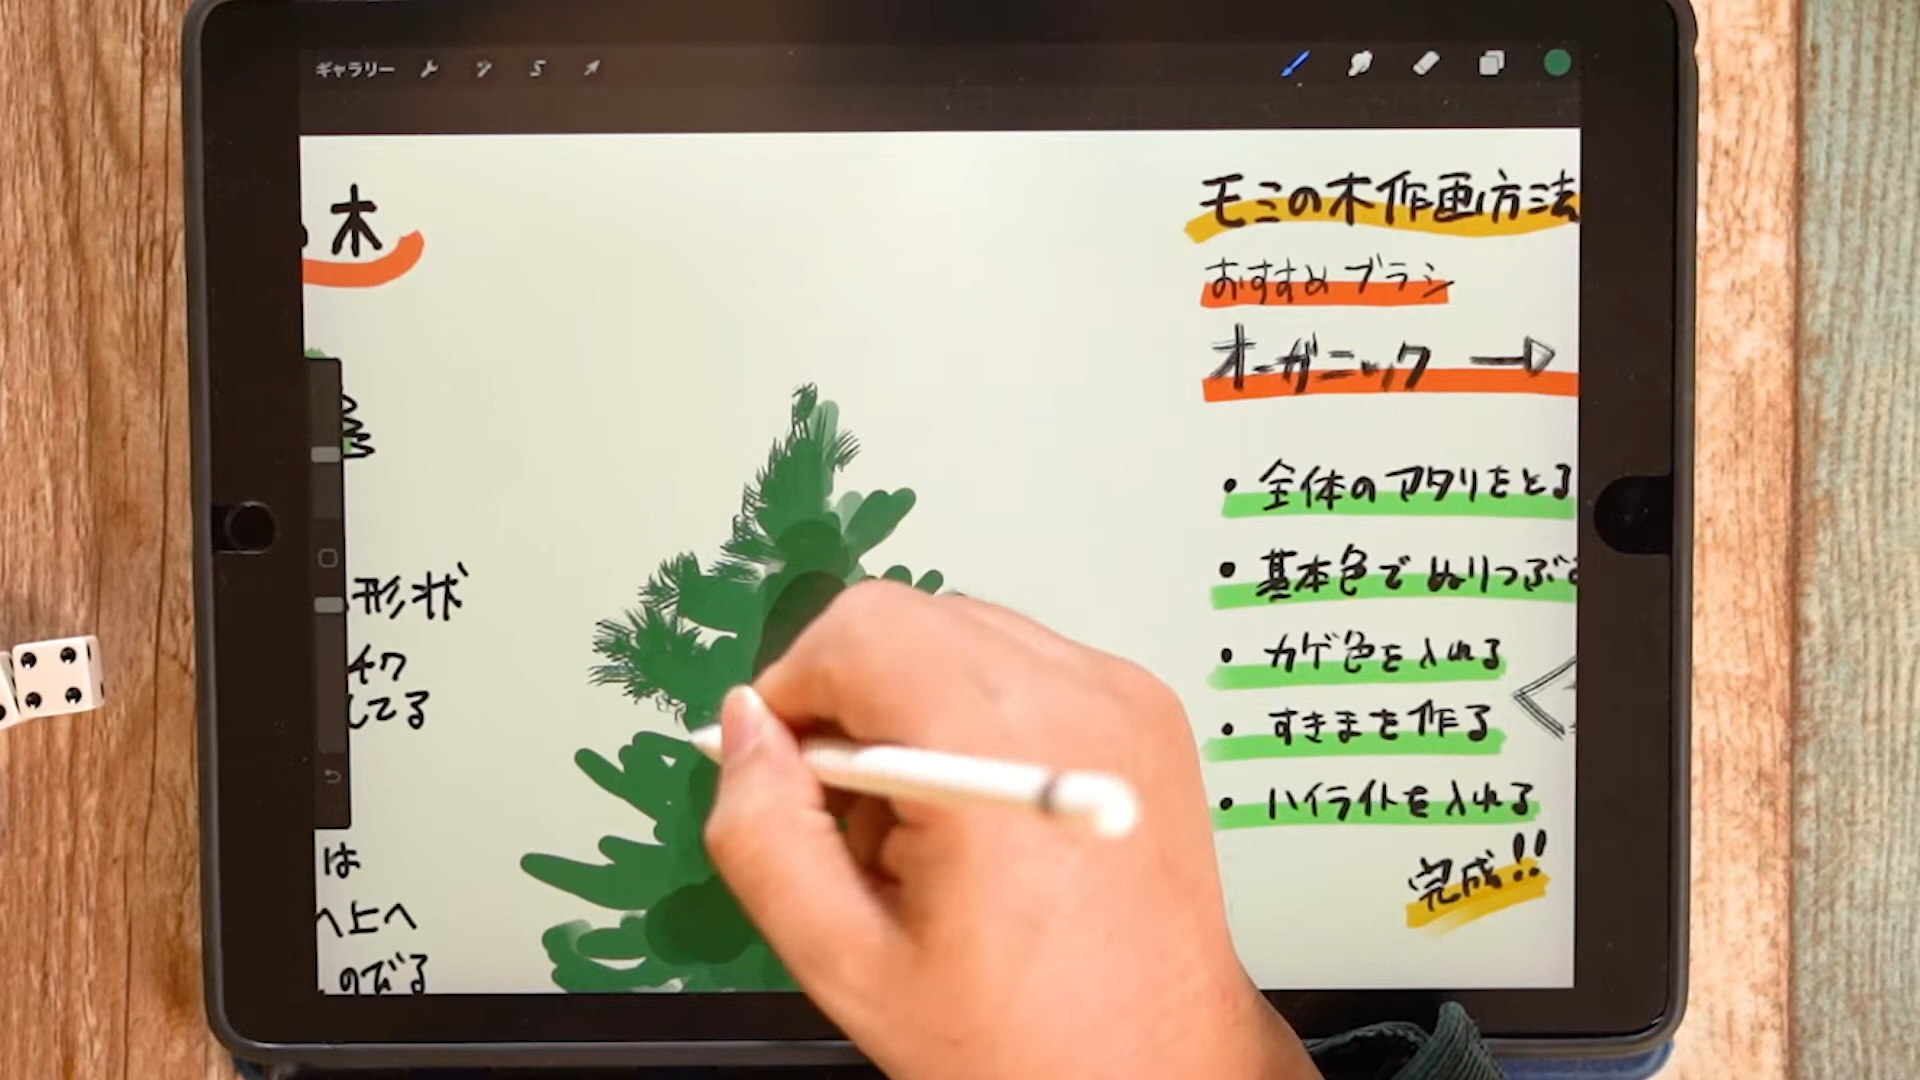 ギャラリー
木
形状
してる
は
へ上へ
のびる
モミの木作画方法
おすすめブラシ
オーガニック →
・全体のアタリをとる
・基本色でぬりつぶ
・カゲ色を入れる
・すきまを作る
・ハイライトを入れる
完成!!